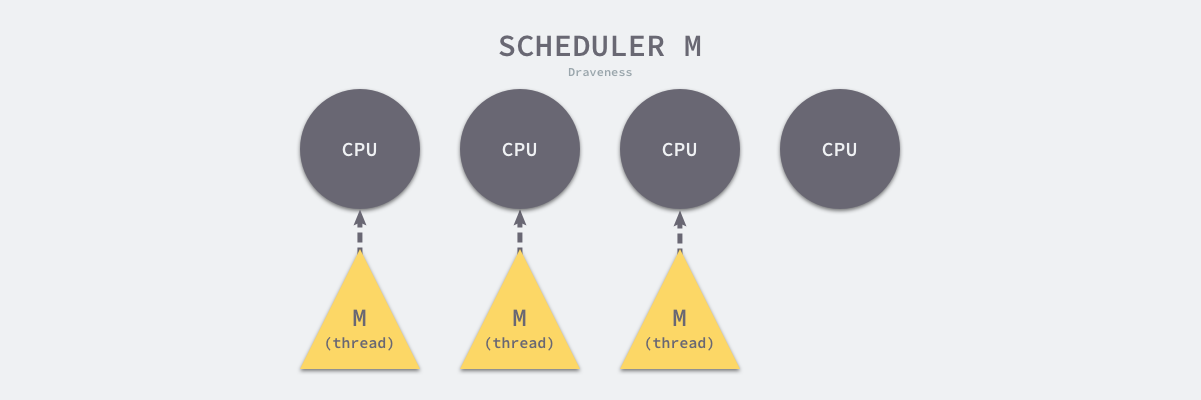 SCHEDULER M
Draveness
CPU
CPU
CPU
CPU
M
(thread)
M
(thread)
M
(thread)